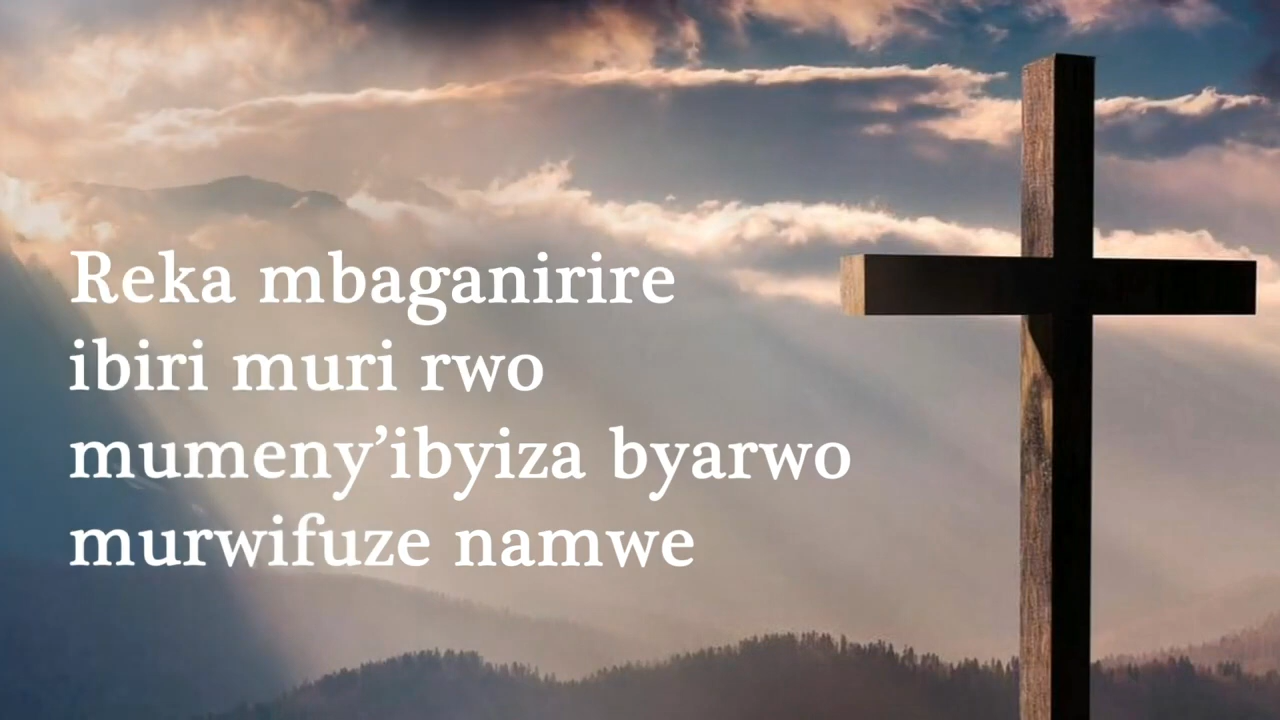 Reka mbaganirire
ibiri muri rwo
mumeny’ibyiza byarwo
murwifuze namwe